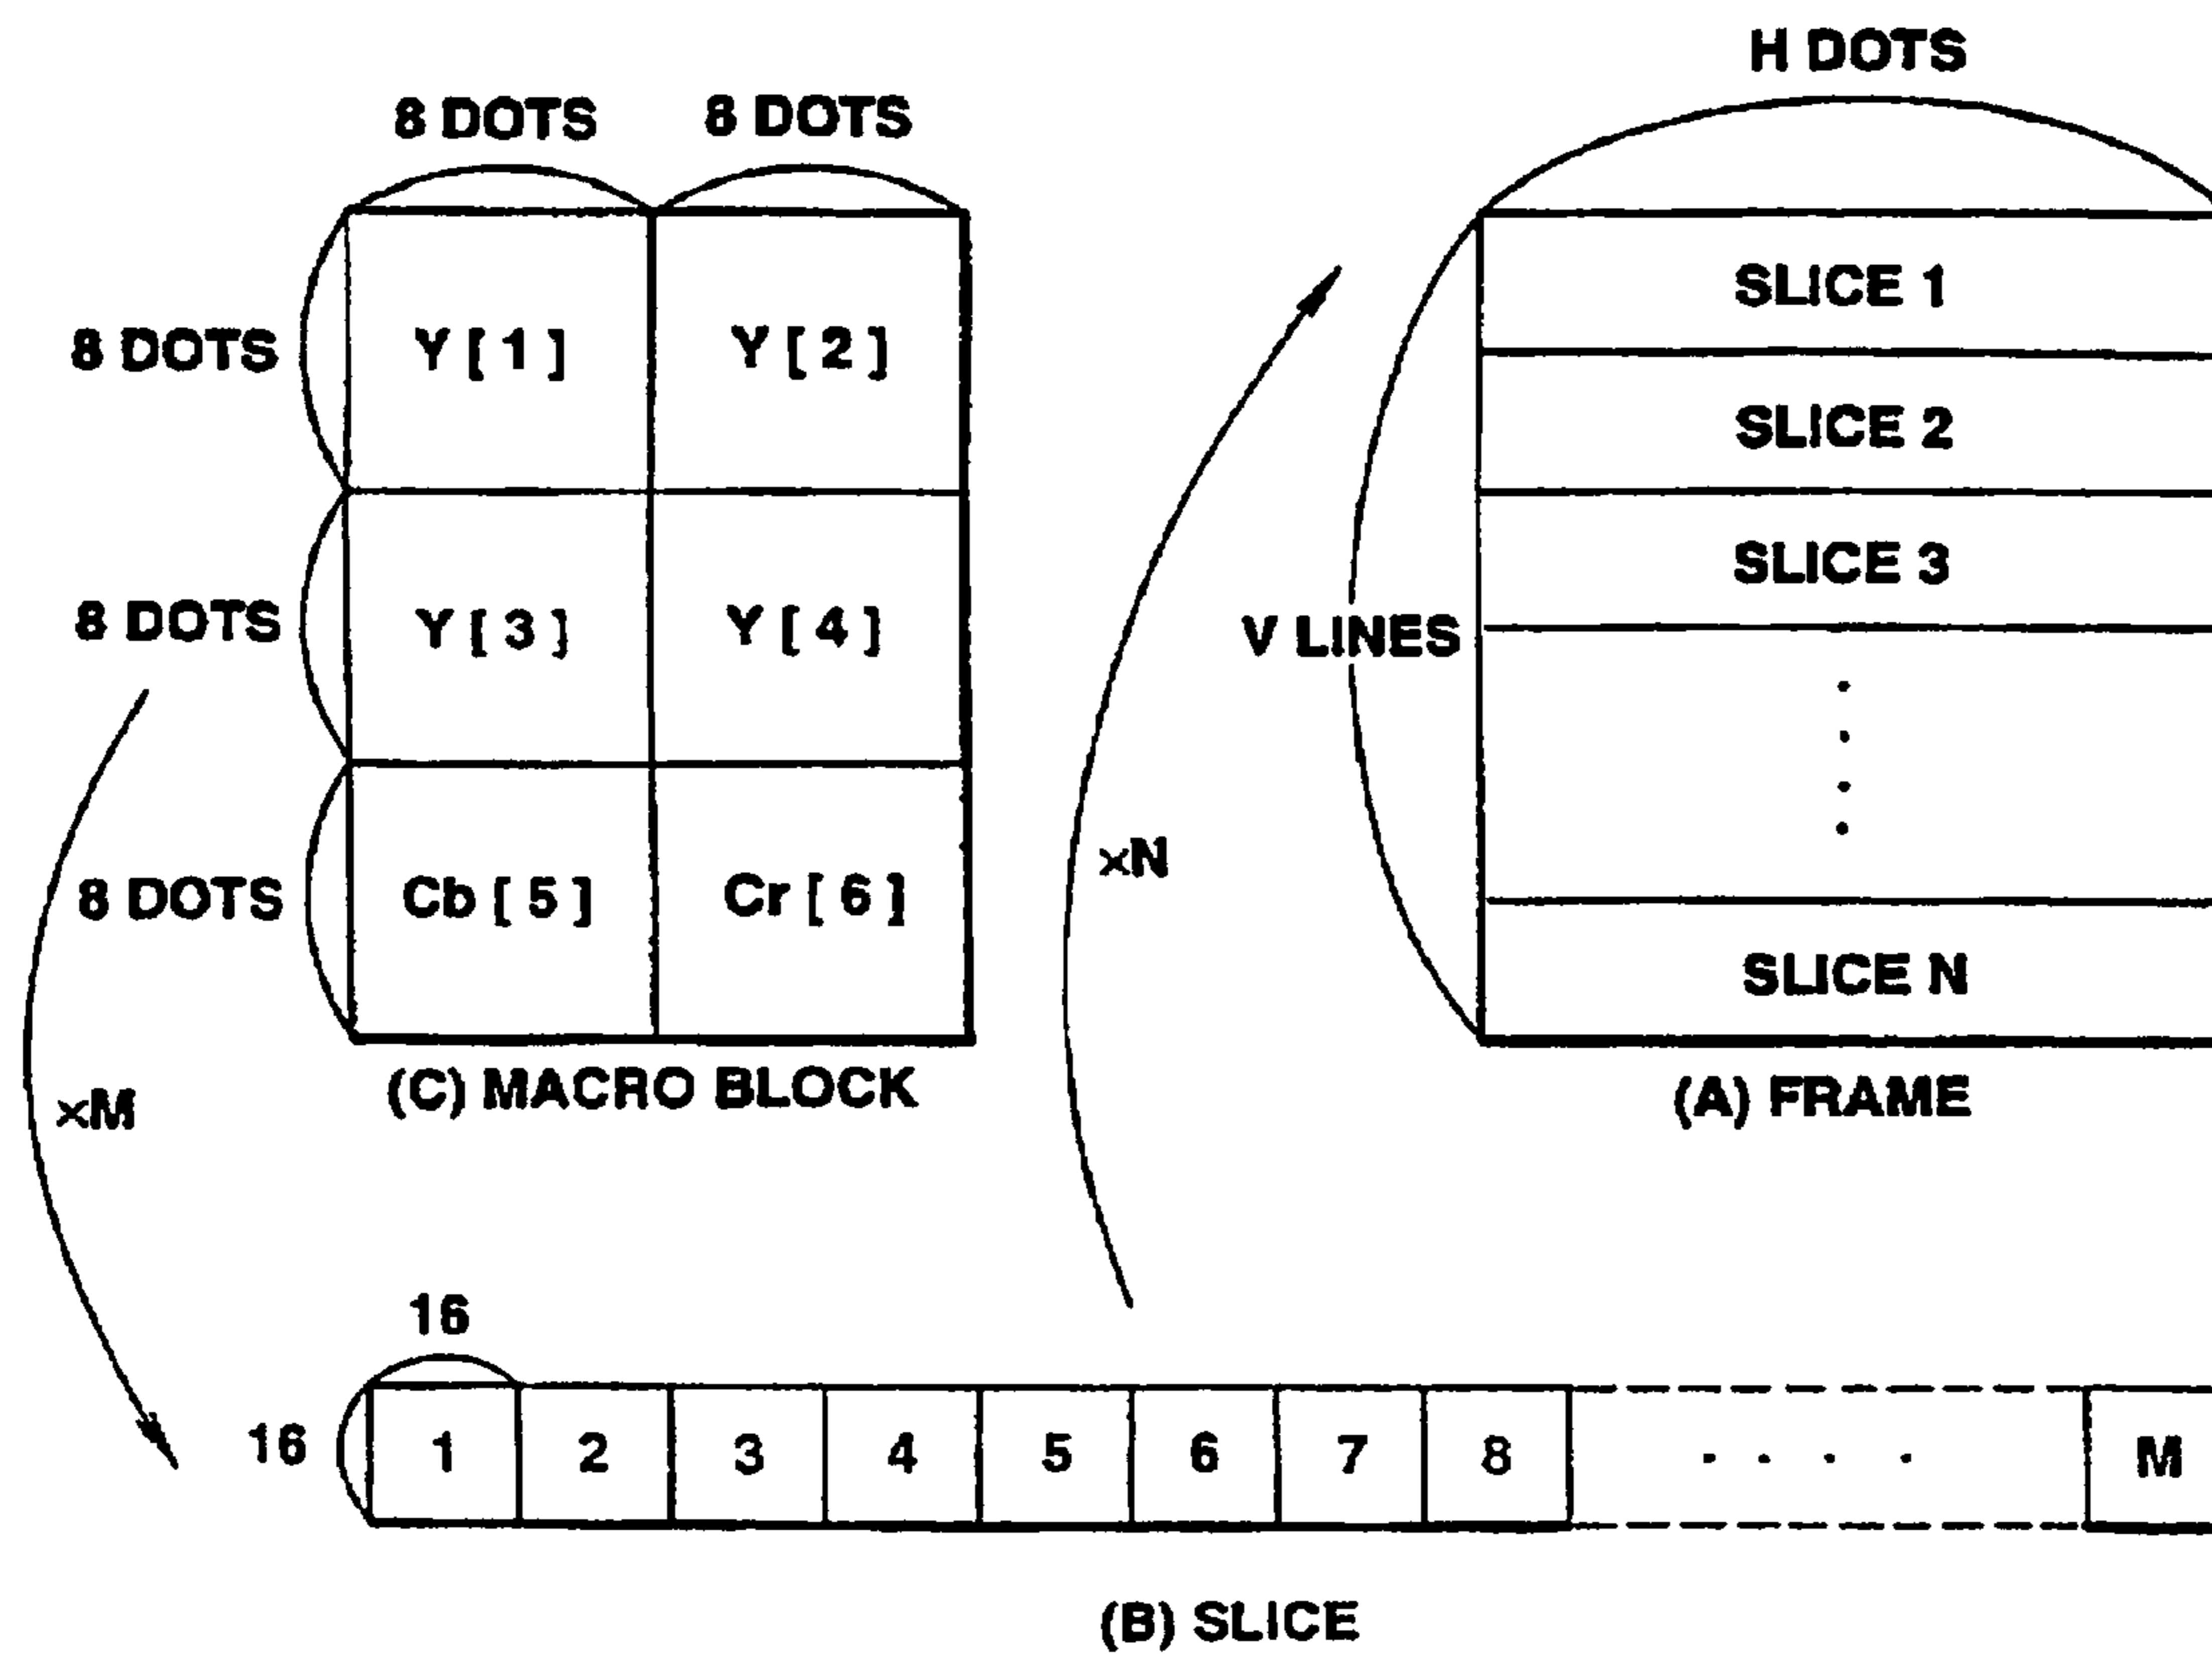 8 DOTS 8 DOTS
8 DOTS
Y [ 1 ] Y [ 2 ]
8 DOTS
Y [ 3 ] Y [ 4 ]
8 DOTS
Cb [ 5 ] Cr [ 6 ]
(C) MACRO BLOCK
×M
×N
H DOTS
V LINES
SLICE 1
SLICE 2
SLICE 3
SLICE N
(A) FRAME
16
16
1 2 3 4 5 6 7 8 . . . . M
(B) SLICE